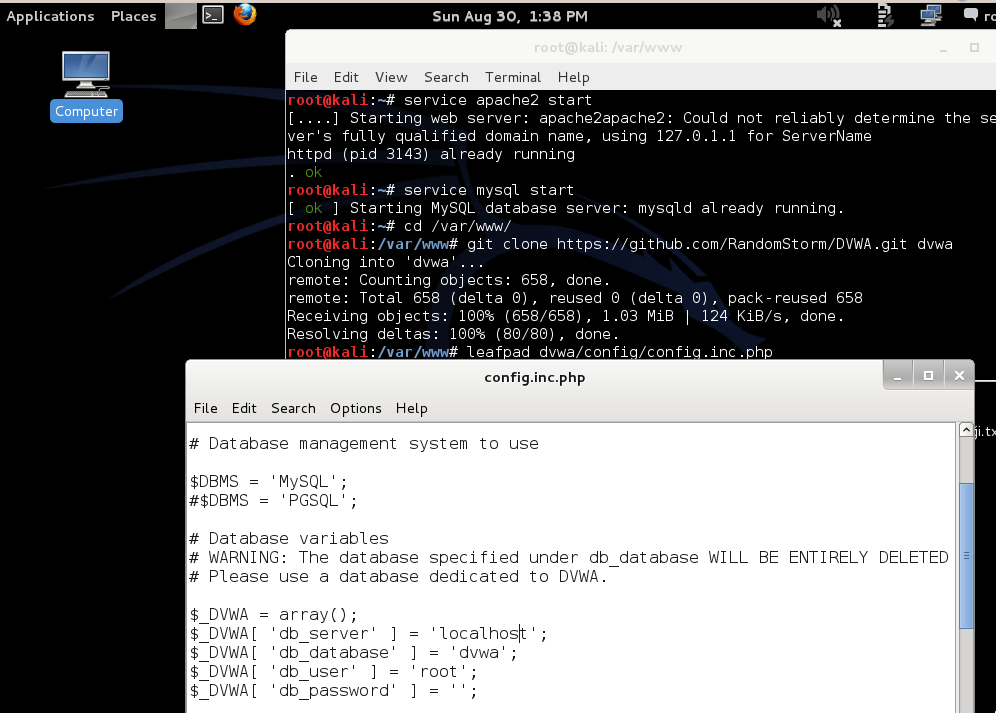 Applications Places Sun Aug 30, 1:38 PM ro
Computer
root@kali: /var/www
File Edit View Search Terminal Help
root@kali:~# service apache2 start
[....] Starting web server: apache2apache2: Could not reliably determine the se
ver's fully qualified domain name, using 127.0.1.1 for ServerName
httpd (pid 3143) already running
. ok
root@kali:~# service mysql start
[ ok ] Starting MySQL database server: mysqld already running.
root@kali:~# cd /var/www/
root@kali:/var/www# git clone https://github.com/RandomStorm/DVWA.git dvwa
Cloning into 'dvwa'...
remote: Counting objects: 658, done.
remote: Total 658 (delta 0), reused 0 (delta 0), pack-reused 658
Receiving objects: 100% (658/658), 1.03 MiB | 124 KiB/s, done.
Resolving deltas: 100% (80/80), done.
root@kali:/var/www# leafpad dvwa/config/config.inc.php
config.inc.php
File Edit Search Options Help
ji.tx
# Database management system to use
$DBMS = 'MySQL';
#$DBMS = 'PGSQL';
# Database variables
# WARNING: The database specified under db_database WILL BE ENTIRELY DELETED
# Please use a database dedicated to DVWA.
$_DVWA = array();
$_DVWA[ 'db_server' ] = 'localhost';
$_DVWA[ 'db_database' ] = 'dvwa';
$_DVWA[ 'db_user' ] = 'root';
$_DVWA[ 'db_password' ] = '';